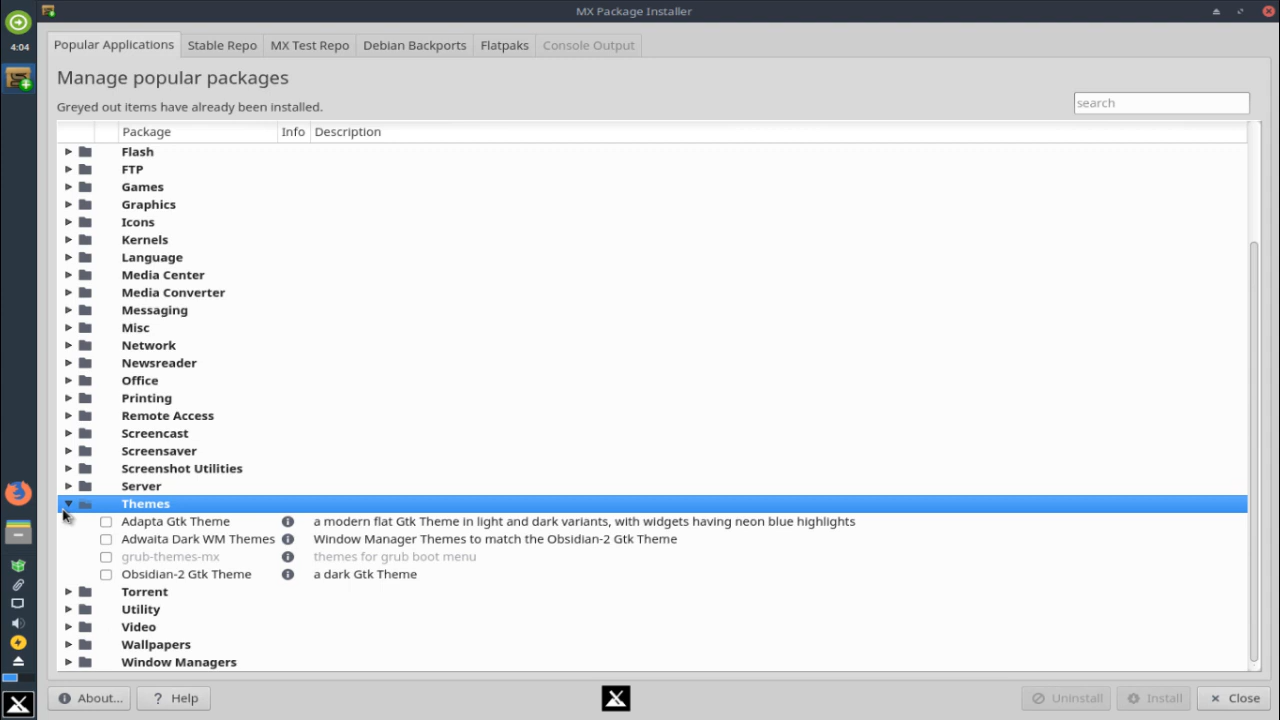 MX Package Installer
4:04
Popular Applications Stable Repo MX Test Repo Debian Backports Flatpaks Console Output
Manage popular packages
Greyed out items have already been installed.
search
Package Info Description
Flash
FTP
Games
Graphics
Icons
Kernels
Language
Media Center
Media Converter
Messaging
Misc
Network
Newsreader
Office
Printing
Remote Access
Screencast
Screensaver
Screenshot Utilities
Server
Themes
Adapta Gtk Theme a modern flat Gtk Theme in light and dark variants, with widgets having neon blue highlights
Adwaita Dark WM Themes Window Manager Themes to match the Obsidian-2 Gtk Theme
grub-themes-mx themes for grub boot menu
Obsidian-2 Gtk Theme a dark Gtk Theme
Torrent
Utility
Video
Wallpapers
Window Managers
About... Help Uninstall Install Close